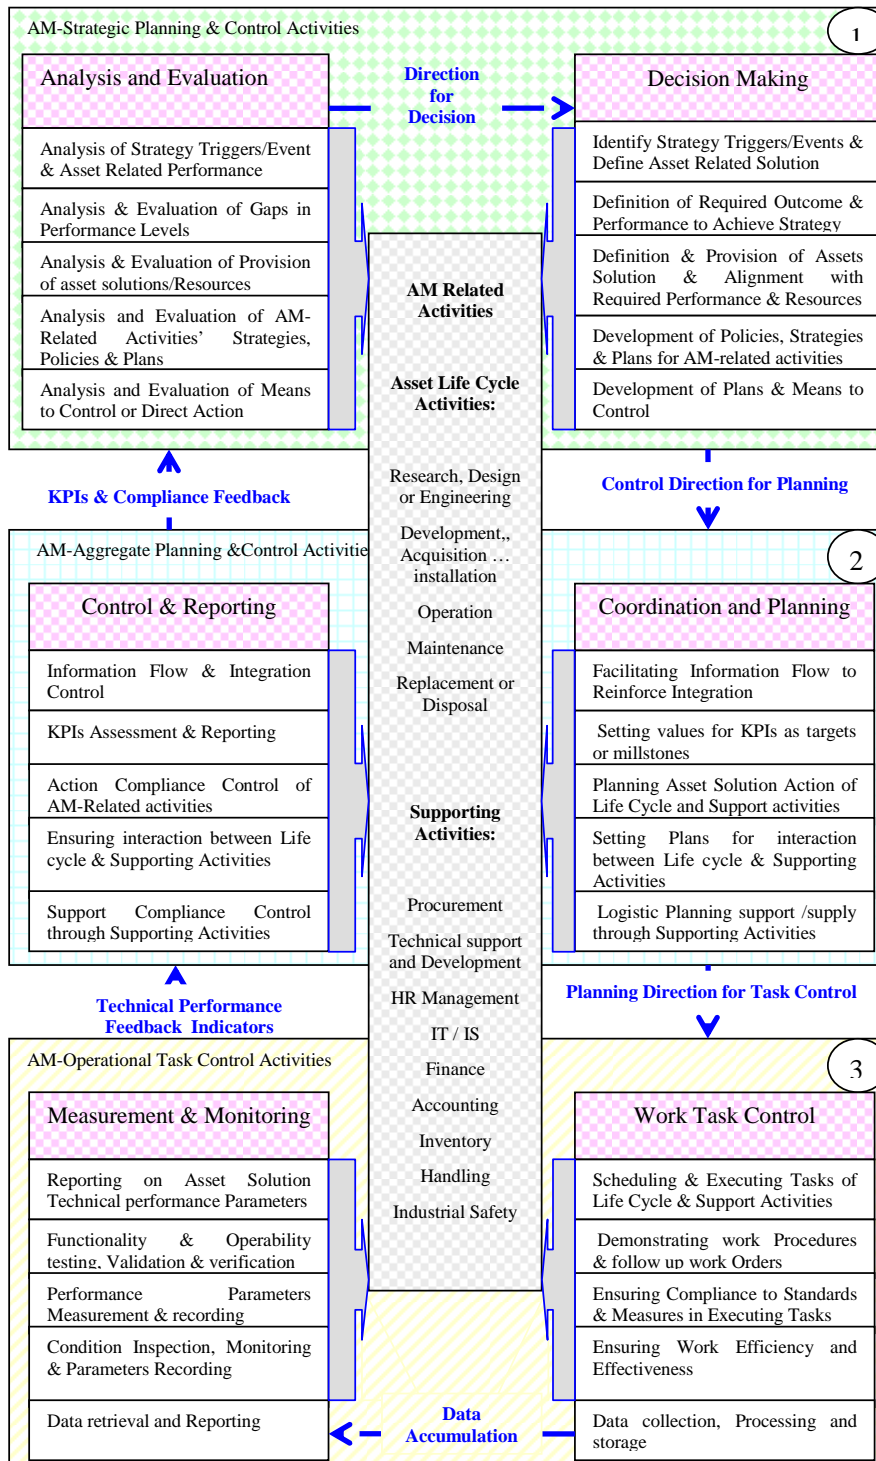 AM-Strategic Planning & Control Activities
1
Analysis and Evaluation
Analysis of Strategy Triggers/Event
& Asset Related Performance
Analysis & Evaluation of Gaps in
Performance Levels
Analysis & Evaluation of Provision
of asset solutions/Resources
Analysis and Evaluation of AM-
Related Activities' Strategies,
Policies & Plans
Analysis and Evaluation of Means
to Control or Direct Action
Direction
for
Decision
Decision Making
Identify Strategy Triggers/Events &
Define Asset Related Solution
Definition of Required Outcome &
Performance to Achieve Strategy
Definition & Provision of Assets
Solution & Alignment with
Required Performance & Resources
Development of Policies, Strategies
& Plans for AM-related activities
Development of Plans & Means to
Control
KPIs & Compliance Feedback
Control Direction for Planning
AM Related
Activities
Asset Life Cycle
Activities:
Research, Design
or Engineering
Development,,
Acquisition …
installation
Operation
Maintenance
Replacement or
Disposal
Supporting
Activities:
Procurement
Technical support
and Development
HR Management
IT / IS
Finance
Accounting
Inventory
Handling
Industrial Safety
AM-Aggregate Planning &Control Activitie
2
Control & Reporting
Information Flow & Integration
Control
KPIs Assessment & Reporting
Action Compliance Control of
AM-Related activities
Ensuring interaction between Life
cycle & Supporting Activities
Support Compliance Control
through Supporting Activities
Coordination and Planning
Facilitating Information Flow to
Reinforce Integration
Setting values for KPIs as targets
or millstones
Planning Asset Solution Action of
Life Cycle and Support activities
Setting Plans for interaction
between Life cycle & Supporting
Activities
Logistic Planning support /supply
through Supporting Activities
Technical Performance
Feedback Indicators
Planning Direction for Task Control
AM-Operational Task Control Activities
3
Measurement & Monitoring
Reporting on Asset Solution
Technical performance Parameters
Functionality & Operability
testing, Validation & verification
Performance Parameters
Measurement & recording
Condition Inspection, Monitoring
& Parameters Recording
Data retrieval and Reporting
Work Task Control
Scheduling & Executing Tasks of
Life Cycle & Support Activities
Demonstrating work Procedures
& follow up work Orders
Ensuring Compliance to Standards
& Measures in Executing Tasks
Ensuring Work Efficiency and
Effectiveness
Data collection, Processing and
storage
Data
Accumulation